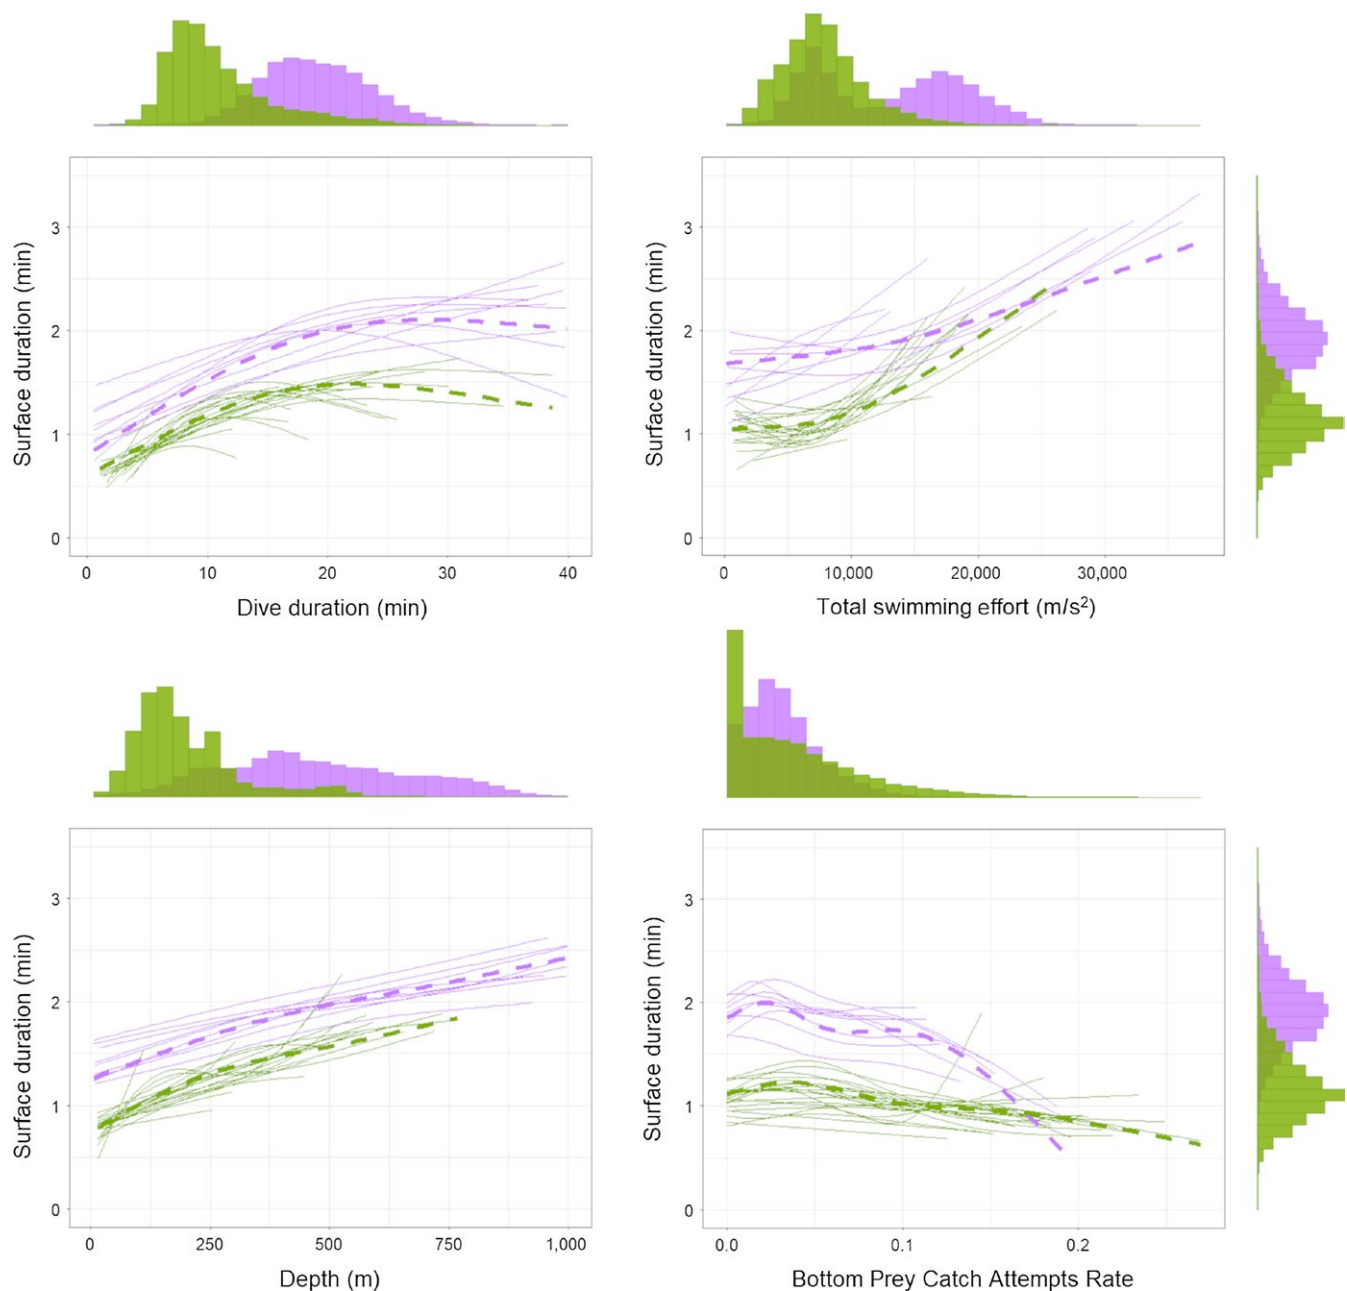 3
2
1
0
Surface duration (min)
0 10 20 30 40
Dive duration (min)
3
2
1
0
Surface duration (min)
0 10,000 20,000 30,000
Total swimming effort (m/s²)
3
2
1
0
Surface duration (min)
0 250 500 750 1,000
Depth (m)
3
2
1
0
Surface duration (min)
0.0 0.1 0.2
Bottom Prey Catch Attempts Rate